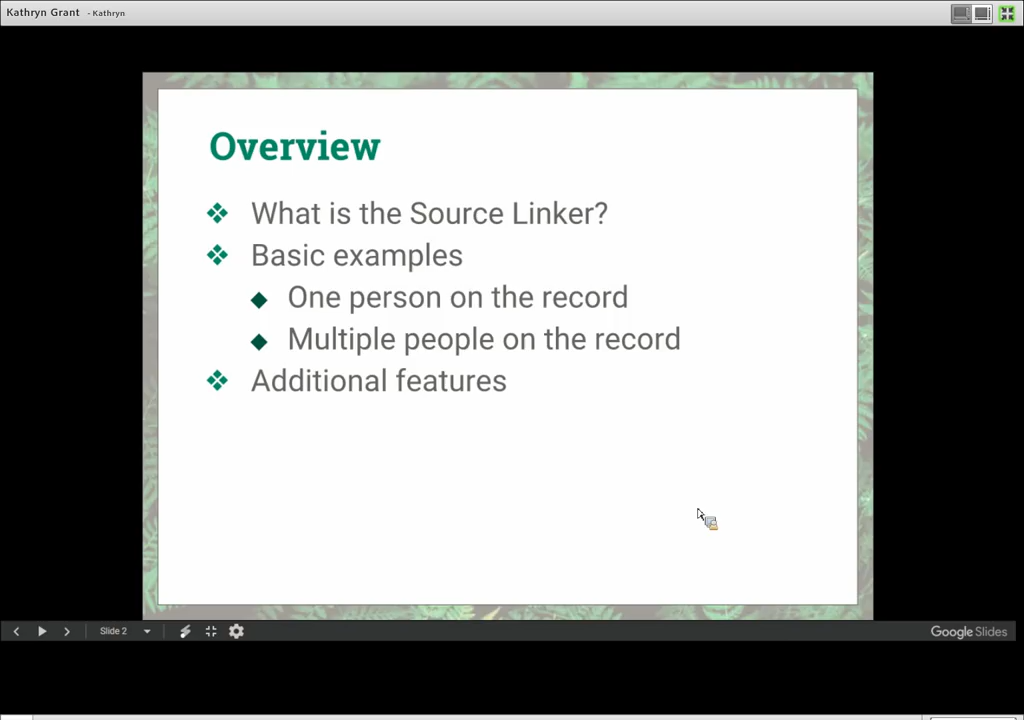 Kathryn Grant - Kathryn
Overview
What is the Source Linker?
Basic examples
One person on the record
Multiple people on the record
Additional features
Slide 2
Google Slides